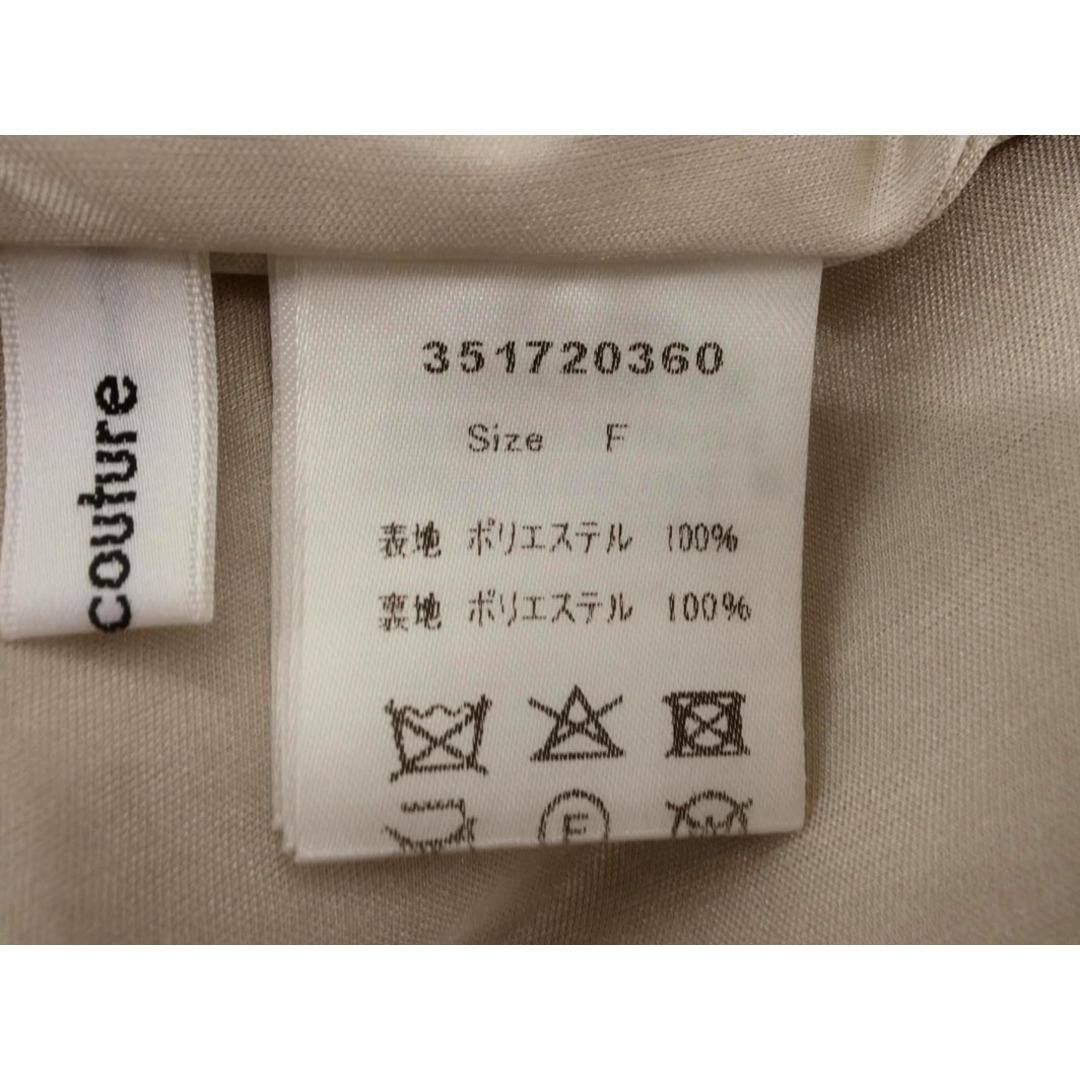 couture
351720360
Size F
表地 ポリエステル 100%
裏地 ポリエステル 100%
F
W